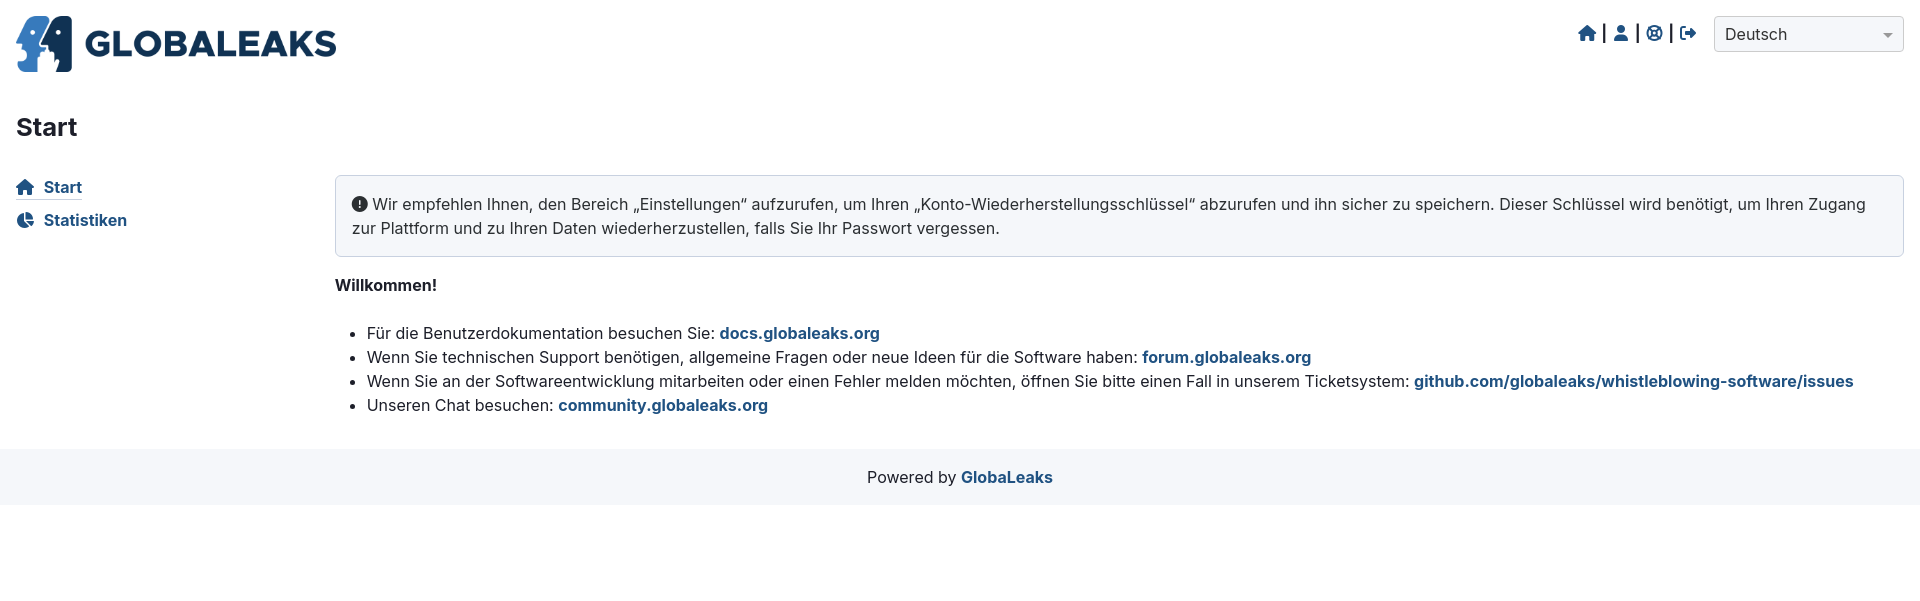 GLOBALEAKS
Deutsch
Start
Start
Statistiken
Wir empfehlen Ihnen, den Bereich „Einstellungen“ aufzurufen, um Ihren „Konto-Wiederherstellungsschlüssel“ abzurufen und ihn sicher zu speichern. Dieser Schlüssel wird benötigt, um Ihren Zugang
zur Plattform und zu Ihren Daten wiederherzustellen, falls Sie Ihr Passwort vergessen.
Willkommen!
Für die Benutzerdokumentation besuchen Sie: docs.globaleaks.org
Wenn Sie technischen Support benötigen, allgemeine Fragen oder neue Ideen für die Software haben: forum.globaleaks.org
Wenn Sie an der Softwareentwicklung mitarbeiten oder einen Fehler melden möchten, öffnen Sie bitte einen Fall in unserem Ticketsystem: github.com/globaleaks/whistleblowing-software/issues
Unseren Chat besuchen: community.globaleaks.org
Powered by GlobaLeaks